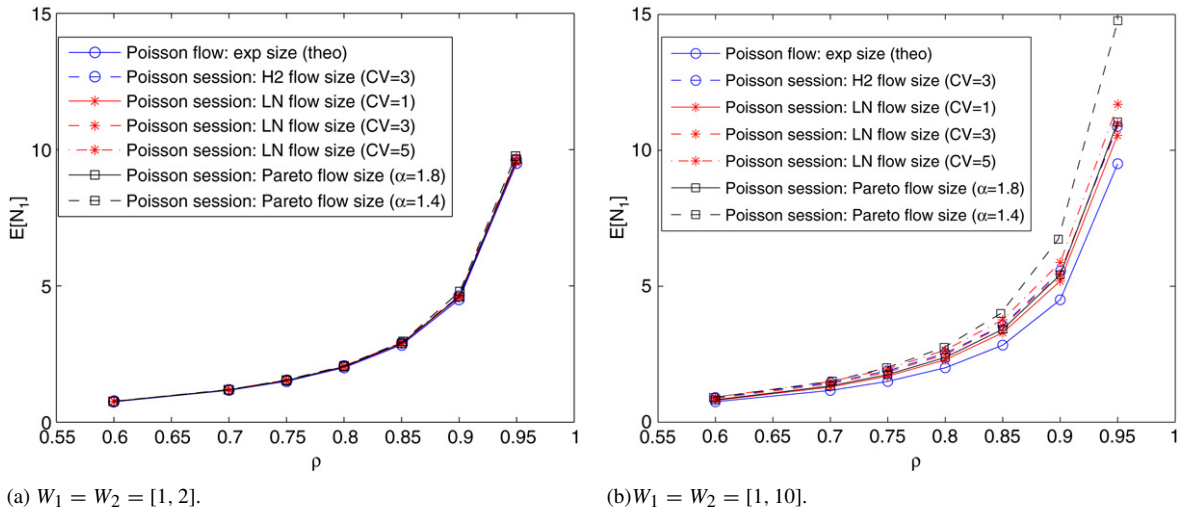 15
10
5
0
E[N₁]
Poisson flow: exp size (theo)
Poisson session: H2 flow size (CV=3)
Poisson session: LN flow size (CV=1)
Poisson session: LN flow size (CV=3)
Poisson session: LN flow size (CV=5)
Poisson session: Pareto flow size (α=1.8)
Poisson session: Pareto flow size (α=1.4)
0.55 0.6 0.65 0.7 0.75 0.8 0.85 0.9 0.95 1
ρ
(a) W₁ = W₂ = [1, 2].
15
10
5
0
E[N₁]
Poisson flow: exp size (theo)
Poisson session: H2 flow size (CV=3)
Poisson session: LN flow size (CV=1)
Poisson session: LN flow size (CV=3)
Poisson session: LN flow size (CV=5)
Poisson session: Pareto flow size (α=1.8)
Poisson session: Pareto flow size (α=1.4)
0.55 0.6 0.65 0.7 0.75 0.8 0.85 0.9 0.95 1
ρ
(b)W₁ = W₂ = [1, 10].